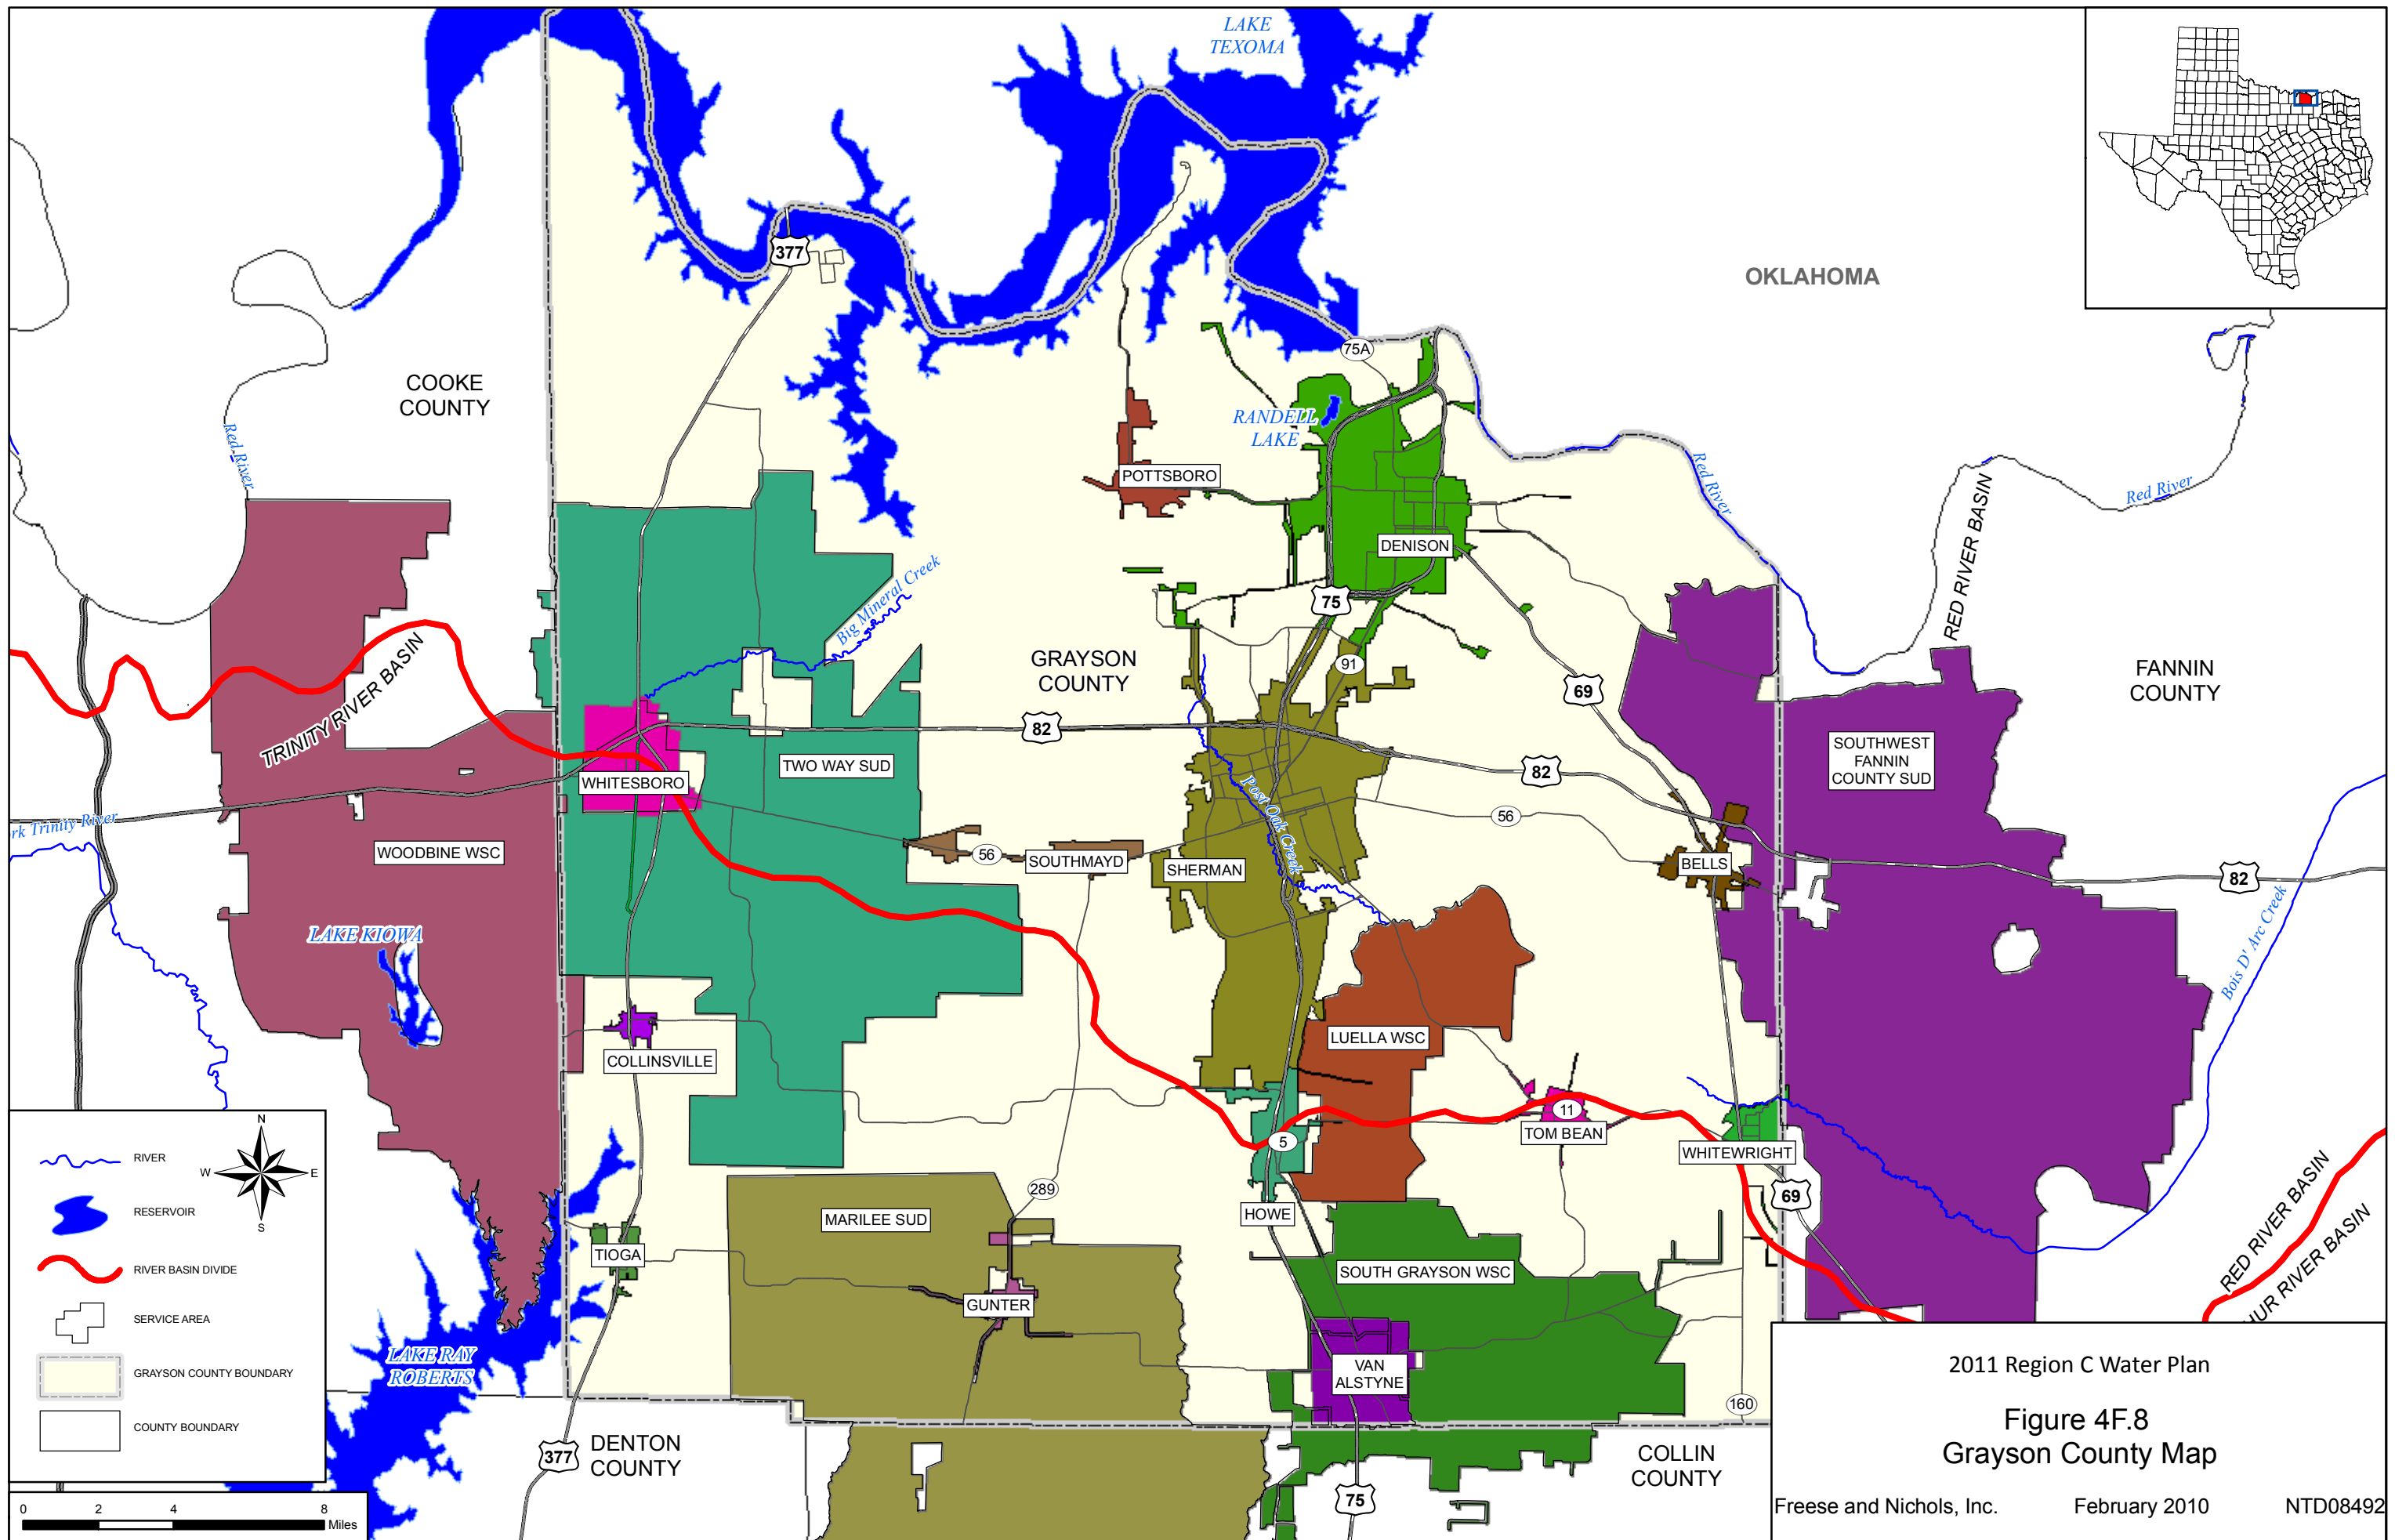 LAKE
TEXOMA
377
OKLAHOMA
75A
COOKE
COUNTY
RANDELL
LAKE
Red River
POTTSBORO
Red River
Red River
RED RIVER BASIN
DENISON
Big Mineral Creek
75
TRINITY RIVER BASIN
GRAYSON
COUNTY
91
69
FANNIN
COUNTY
82
TWO WAY SUD
WHITESBORO
82
SOUTHWEST
FANNIN
COUNTY SUD
Post Oak Creek
rk Trinity River
56
WOODBINE WSC
56
SOUTHMAYD
SHERMAN
BELLS
82
LAKE KIOWA
Bois D' Arc Creek
LUELLA WSC
COLLINSVILLE
11
TOM BEAN
5
WHITEWRIGHT
289
69
MARILEE SUD
HOWE
TIOGA
SOUTH GRAYSON WSC
RED RIVER BASIN
HUR RIVER BASIN
GUNTER
LAKE RAY
ROBERTS
VAN
ALSTYNE
160
377
DENTON
COUNTY
COLLIN
COUNTY
75
N
W
E
S
RIVER
RESERVOIR
RIVER BASIN DIVIDE
SERVICE AREA
GRAYSON COUNTY BOUNDARY
COUNTY BOUNDARY
0 2 4 8
Miles
2011 Region C Water Plan
Figure 4F.8
Grayson County Map
Freese and Nichols, Inc. February 2010 NTD08492